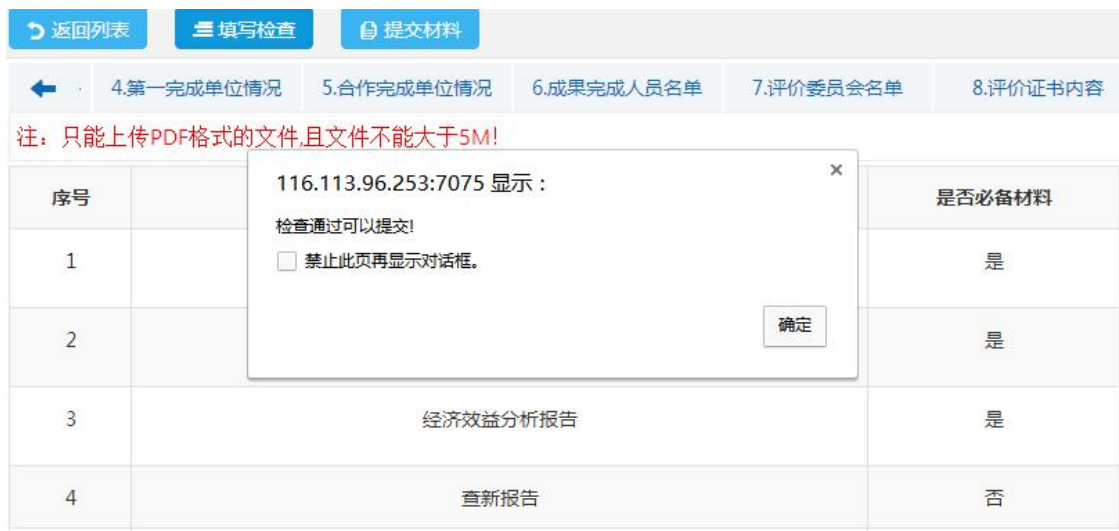 返回列表 填写检查 提交材料
4.第一完成单位情况 5.合作完成单位情况 6.成果完成人员名单 7.评价委员会名单 8.评价证书内容
注：只能上传PDF格式的文件,且文件不能大于5M!
序号 是否必备材料
116.113.96.253:7075 显示：
检查通过可以提交!
禁止此页再显示对话框。
确定
1 是
2 是
3 经济效益分析报告 是
4 查新报告 否